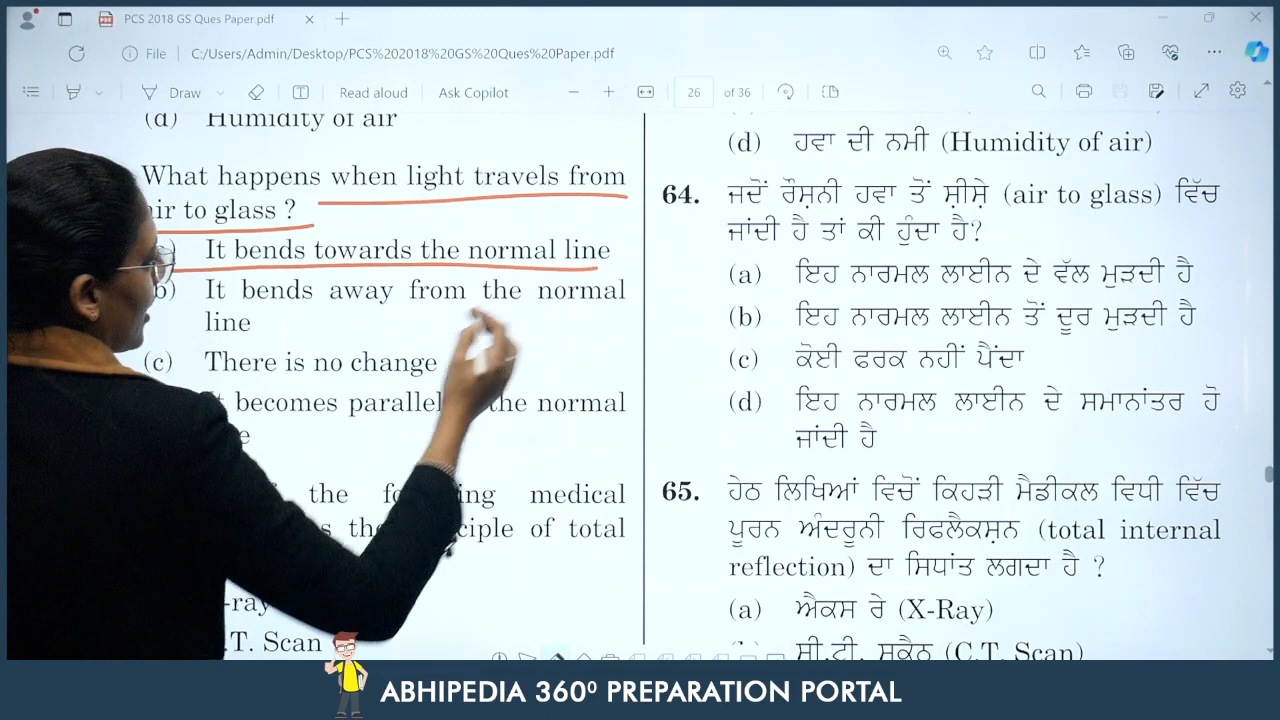 PCS 2018 GS Ques Paper.pdf
File C:/Users/Admin/Desktop/PCS%202018%20GS%20Ques%20Paper.pdf
Draw
Read aloud
Ask Copilot
26 of 36
(d) Humidity of air
What happens when light travels from
air to glass ?
It bends towards the normal line
b) It bends away from the normal
line
(c) There is no change
becomes parallel the normal
the medical
of total
-ray
.T. Scan
(d) ਹਵਾ ਦੀ ਨਮੀ (Humidity of air)
64. ਜਦੋਂ ਰੌਸ਼ਨੀ ਹਵਾ ਤੋਂ ਸ਼ੀਸ਼ੇ (air to glass) ਵਿੱਚ
ਜਾਂਦੀ ਹੈ ਤਾਂ ਕੀ ਹੁੰਦਾ ਹੈ?
(a) ਇਹ ਨਾਰਮਲ ਲਾਈਨ ਦੇ ਵੱਲ ਮੁੜਦੀ ਹੈ
(b) ਇਹ ਨਾਰਮਲ ਲਾਈਨ ਤੋਂ ਦੂਰ ਮੁੜਦੀ ਹੈ
(c) ਕੋਈ ਫਰਕ ਨਹੀਂ ਪੈਂਦਾ
(d) ਇਹ ਨਾਰਮਲ ਲਾਈਨ ਦੇ ਸਮਾਨਾਂਤਰ ਹੋ
ਜਾਂਦੀ ਹੈ
65. ਹੇਠ ਲਿਖਿਆਂ ਵਿਚੋਂ ਕਿਹੜੀ ਮੈਡੀਕਲ ਵਿਧੀ ਵਿੱਚ
ਪੂਰਨ ਅੰਦਰੂਨੀ ਰਿਫਲੈਕਸ਼ਨ (total internal
reflection) ਦਾ ਸਿਧਾਂਤ ਲਗਦਾ ਹੈ ?
(a) ਐਕਸ ਰੇ (X-Ray)
ਸੀ.ਟੀ. ਸਕੈਨ (C.T. Scan)
ABHIPEDIA 360⁰ PREPARATION PORTAL